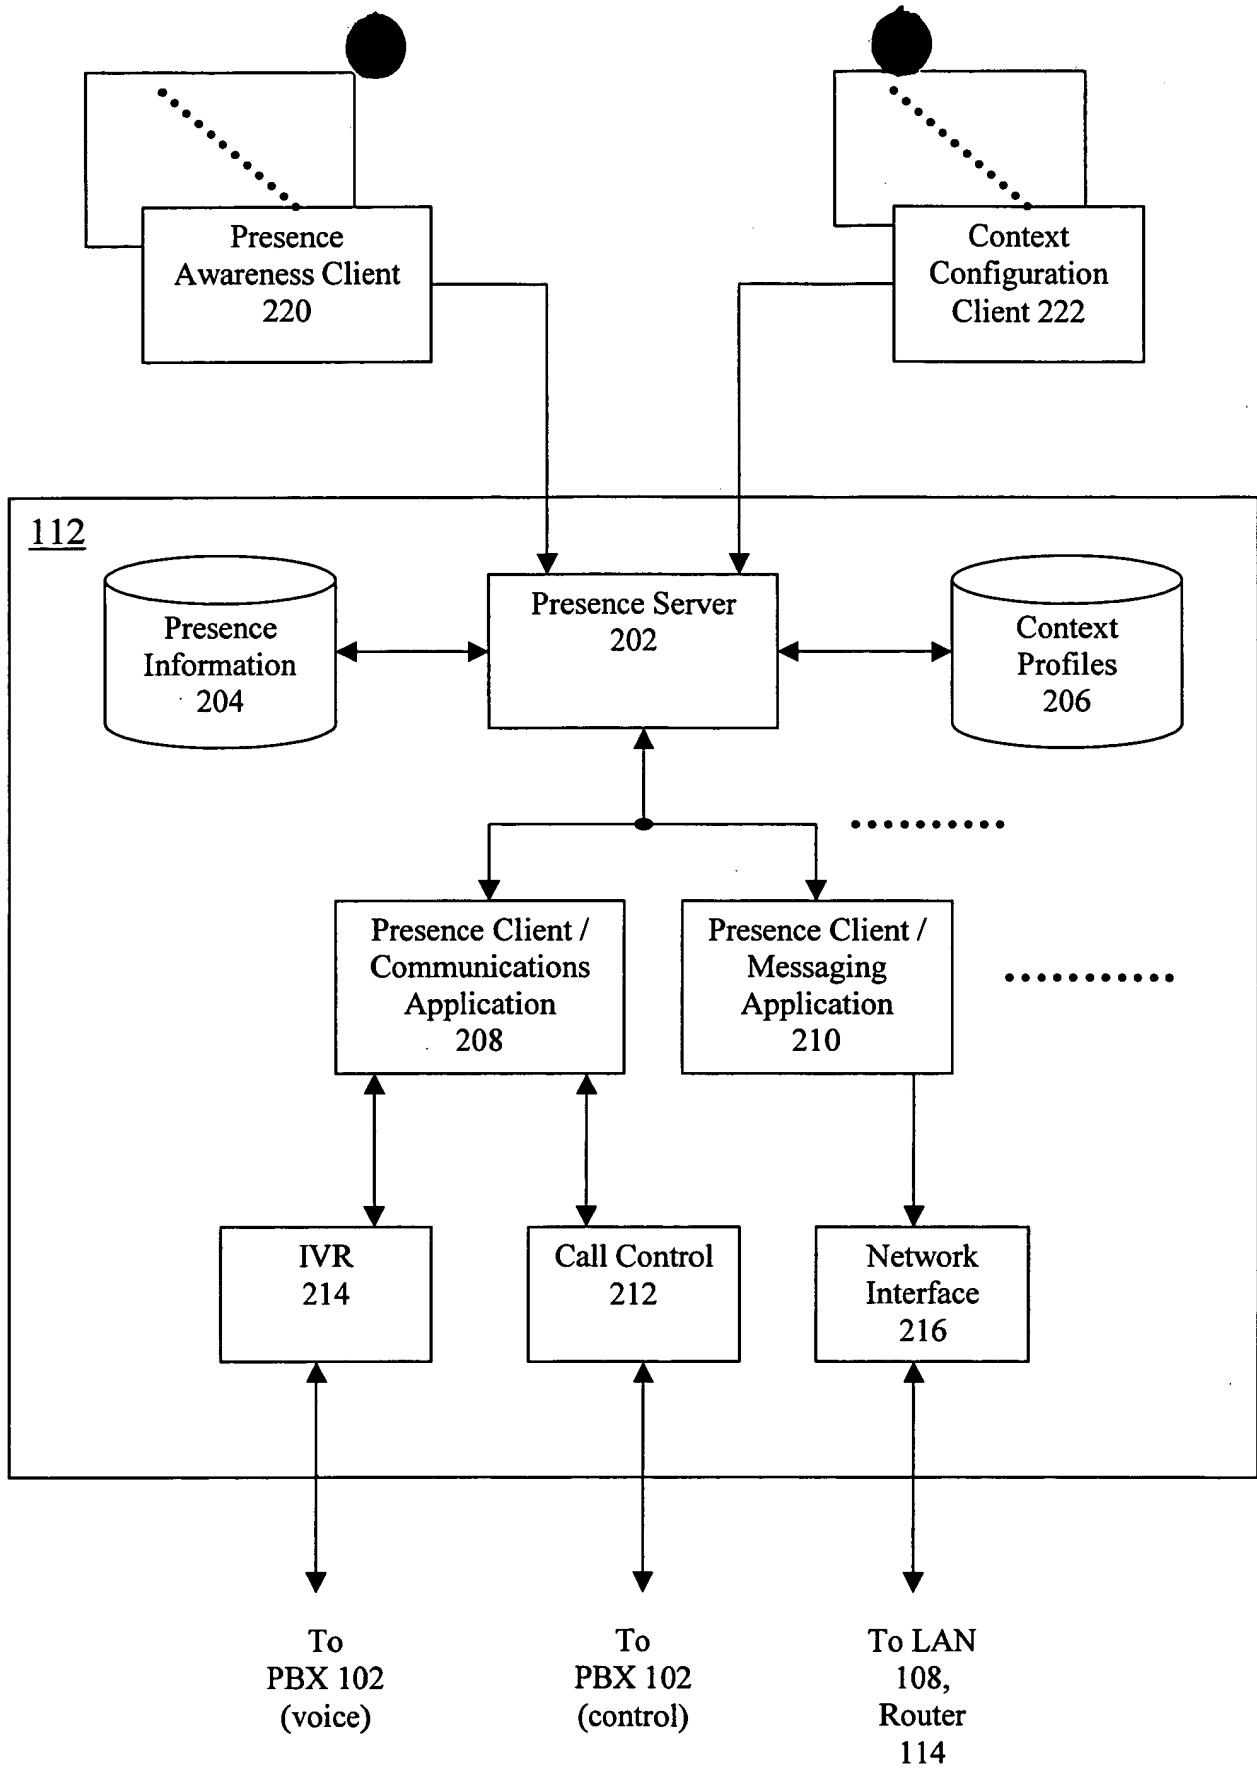 Presence
Awareness Client
220
Context
Configuration
Client 222
112
Presence
Information
204
Presence Server
202
Context
Profiles
206
Presence Client /
Communications
Application
208
Presence Client /
Messaging
Application
210
IVR
214
Call Control
212
Network
Interface
216
To
PBX 102
(voice)
To
PBX 102
(control)
To LAN
108,
Router
114